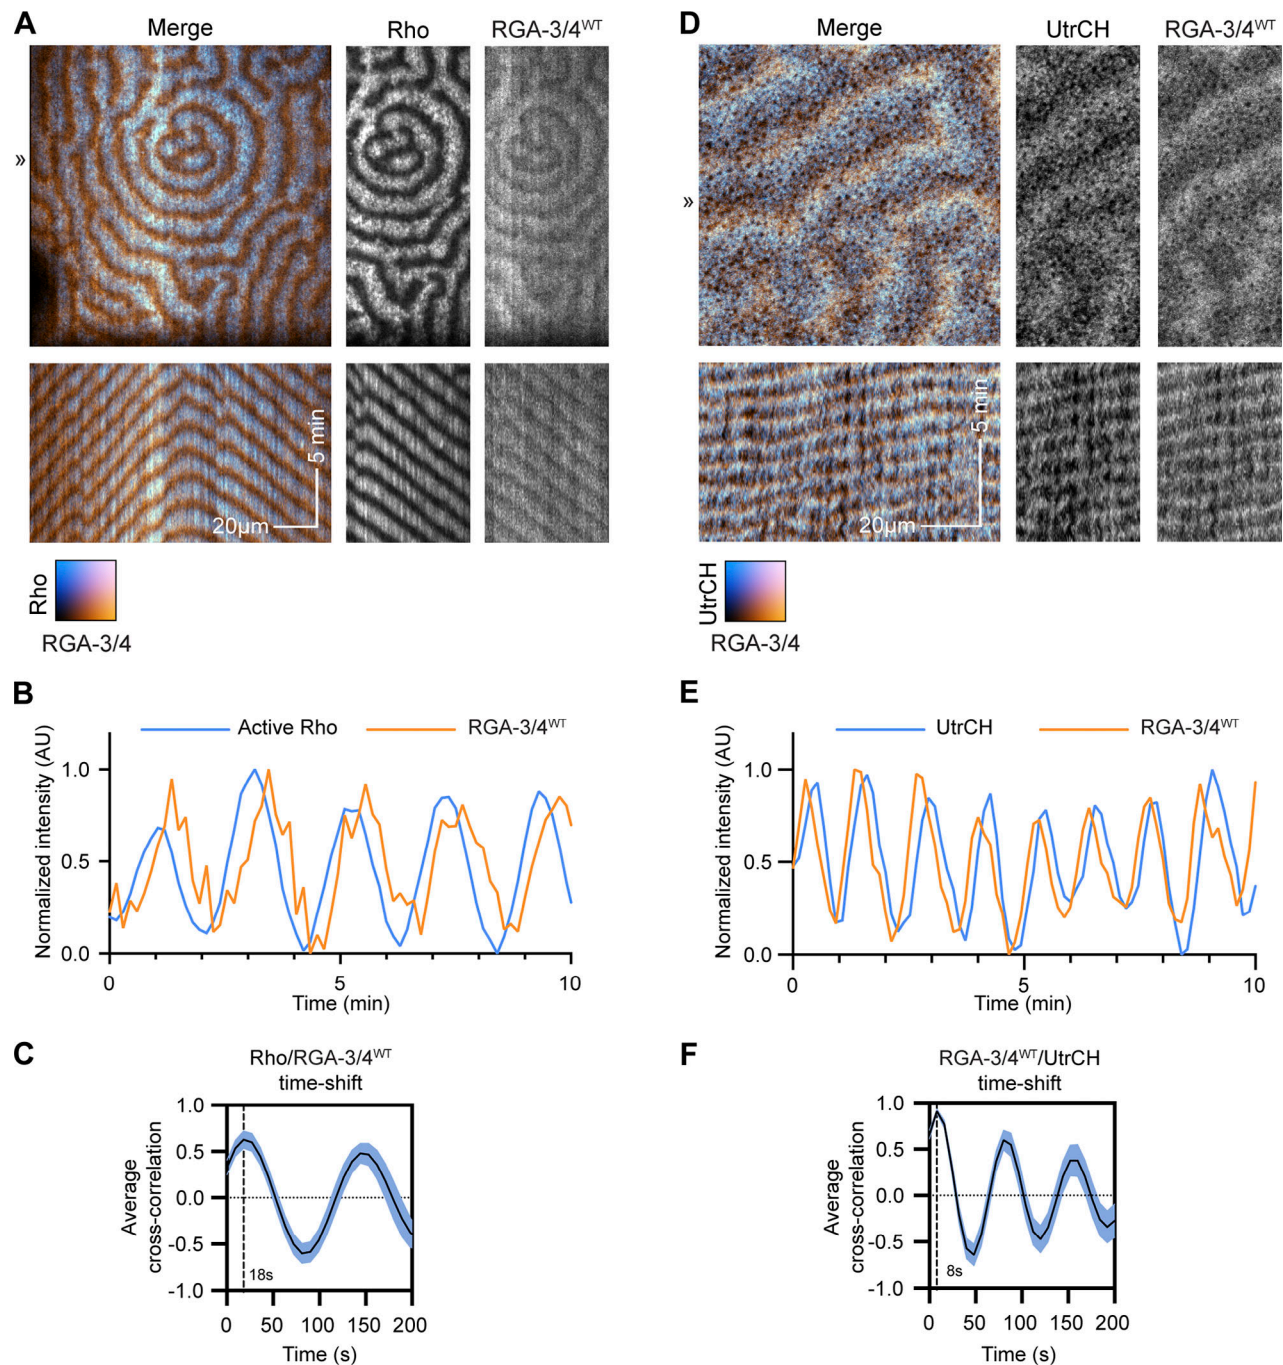 A
Merge
Rho
RGA-3/4WT
»
5 min
20µm
Rho
RGA-3/4
D
Merge
UtrCH
RGA-3/4WT
»
5 min
20µm
UtrCH
RGA-3/4
B
Active Rho
RGA-3/4WT
Normalized intensity (AU)
1.0
0.5
0.0
0
5
10
Time (min)
E
UtrCH
RGA-3/4WT
Normalized intensity (AU)
1.0
0.5
0.0
0
5
10
Time (min)
C
Rho/RGA-3/4WT
time-shift
Average
cross-correlation
1.0
0.5
0.0
-0.5
-1.0
18s
0
50
100
150
200
Time (s)
F
RGA-3/4WT/UtrCH
time-shift
Average
cross-correlation
1.0
0.5
0.0
-0.5
-1.0
8s
0
50
100
150
200
Time (s)